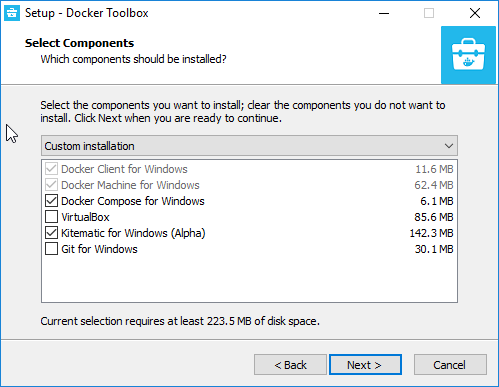 Setup - Docker Toolbox
Select Components
Which components should be installed?
Select the components you want to install; clear the components you do not want to
install. Click Next when you are ready to continue.
Custom installation
Docker Client for Windows 11.6 MB
Docker Machine for Windows 62.4 MB
Docker Compose for Windows 6.1 MB
VirtualBox 85.6 MB
Kitematic for Windows (Alpha) 142.3 MB
Git for Windows 30.1 MB
Current selection requires at least 223.5 MB of disk space.
< Back Next > Cancel